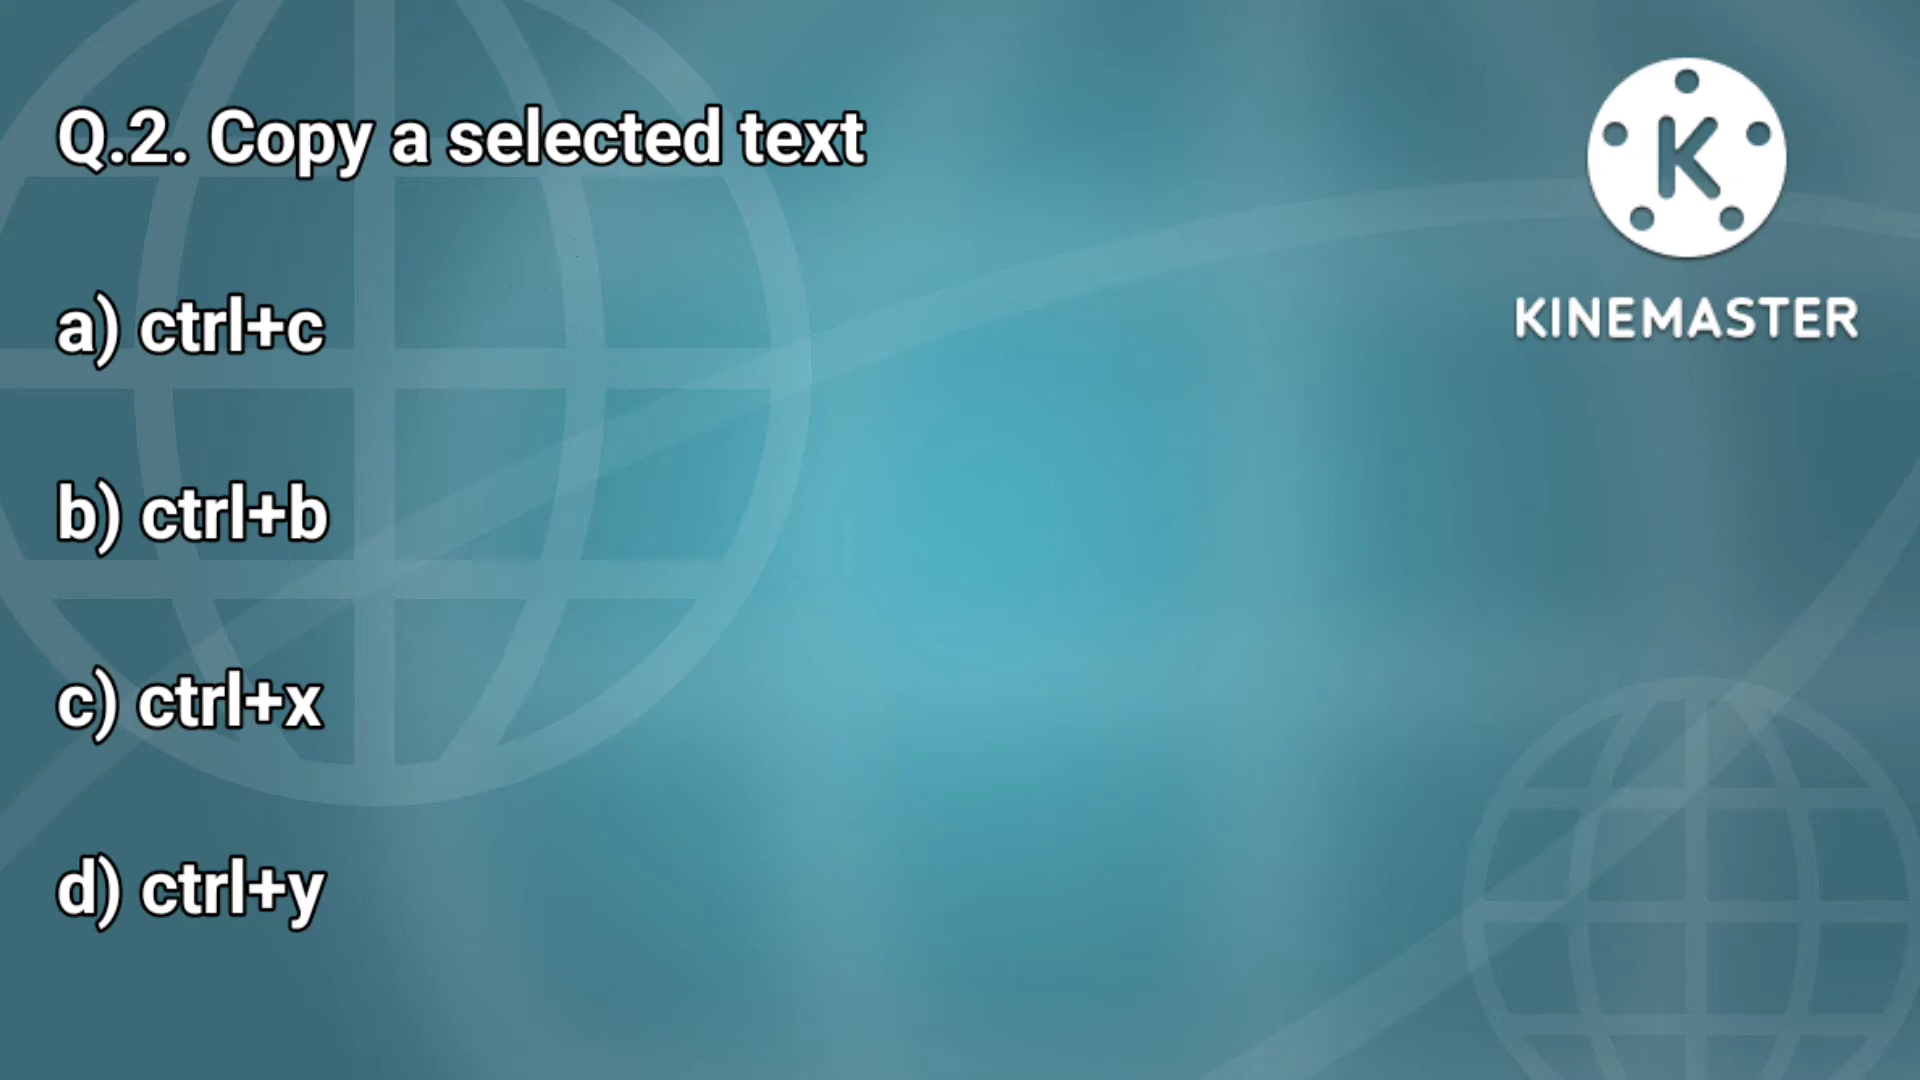 Q.2. Copy a selected text
K
KINEMASTER
a) ctrl+c
b) ctrl+b
c) ctrl+x
d) ctrl+y